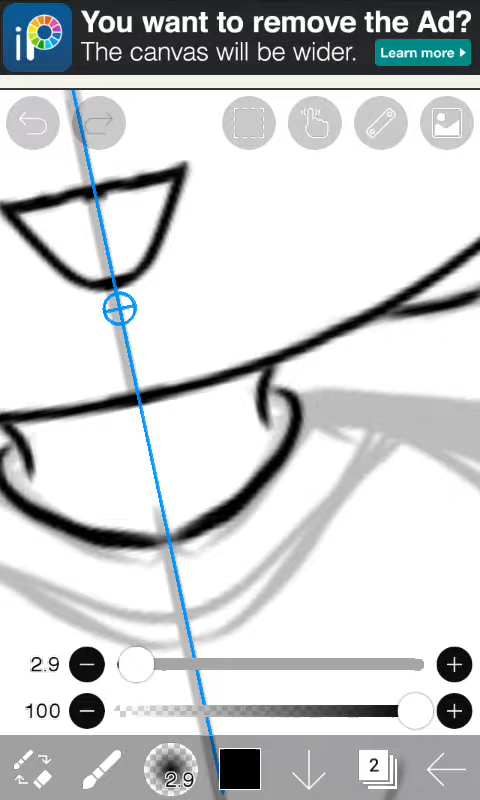 iP
You want to remove the Ad?
The canvas will be wider.
Learn more
2.9
100
2.9
2